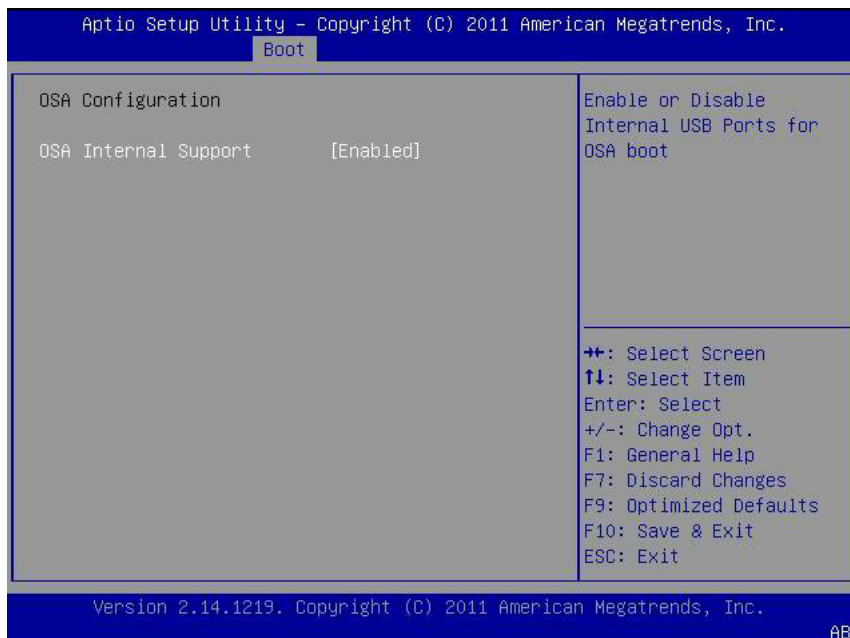 Aptio Setup Utility – Copyright (C) 2011 American Megatrends, Inc.
Boot
OSA Configuration
OSA Internal Support [Enabled]
Enable or Disable
Internal USB Ports for
OSA boot
→←: Select Screen
↑↓: Select Item
Enter: Select
+/-: Change Opt.
F1: General Help
F7: Discard Changes
F9: Optimized Defaults
F10: Save & Exit
ESC: Exit
Version 2.14.1219. Copyright (C) 2011 American Megatrends, Inc.
AB